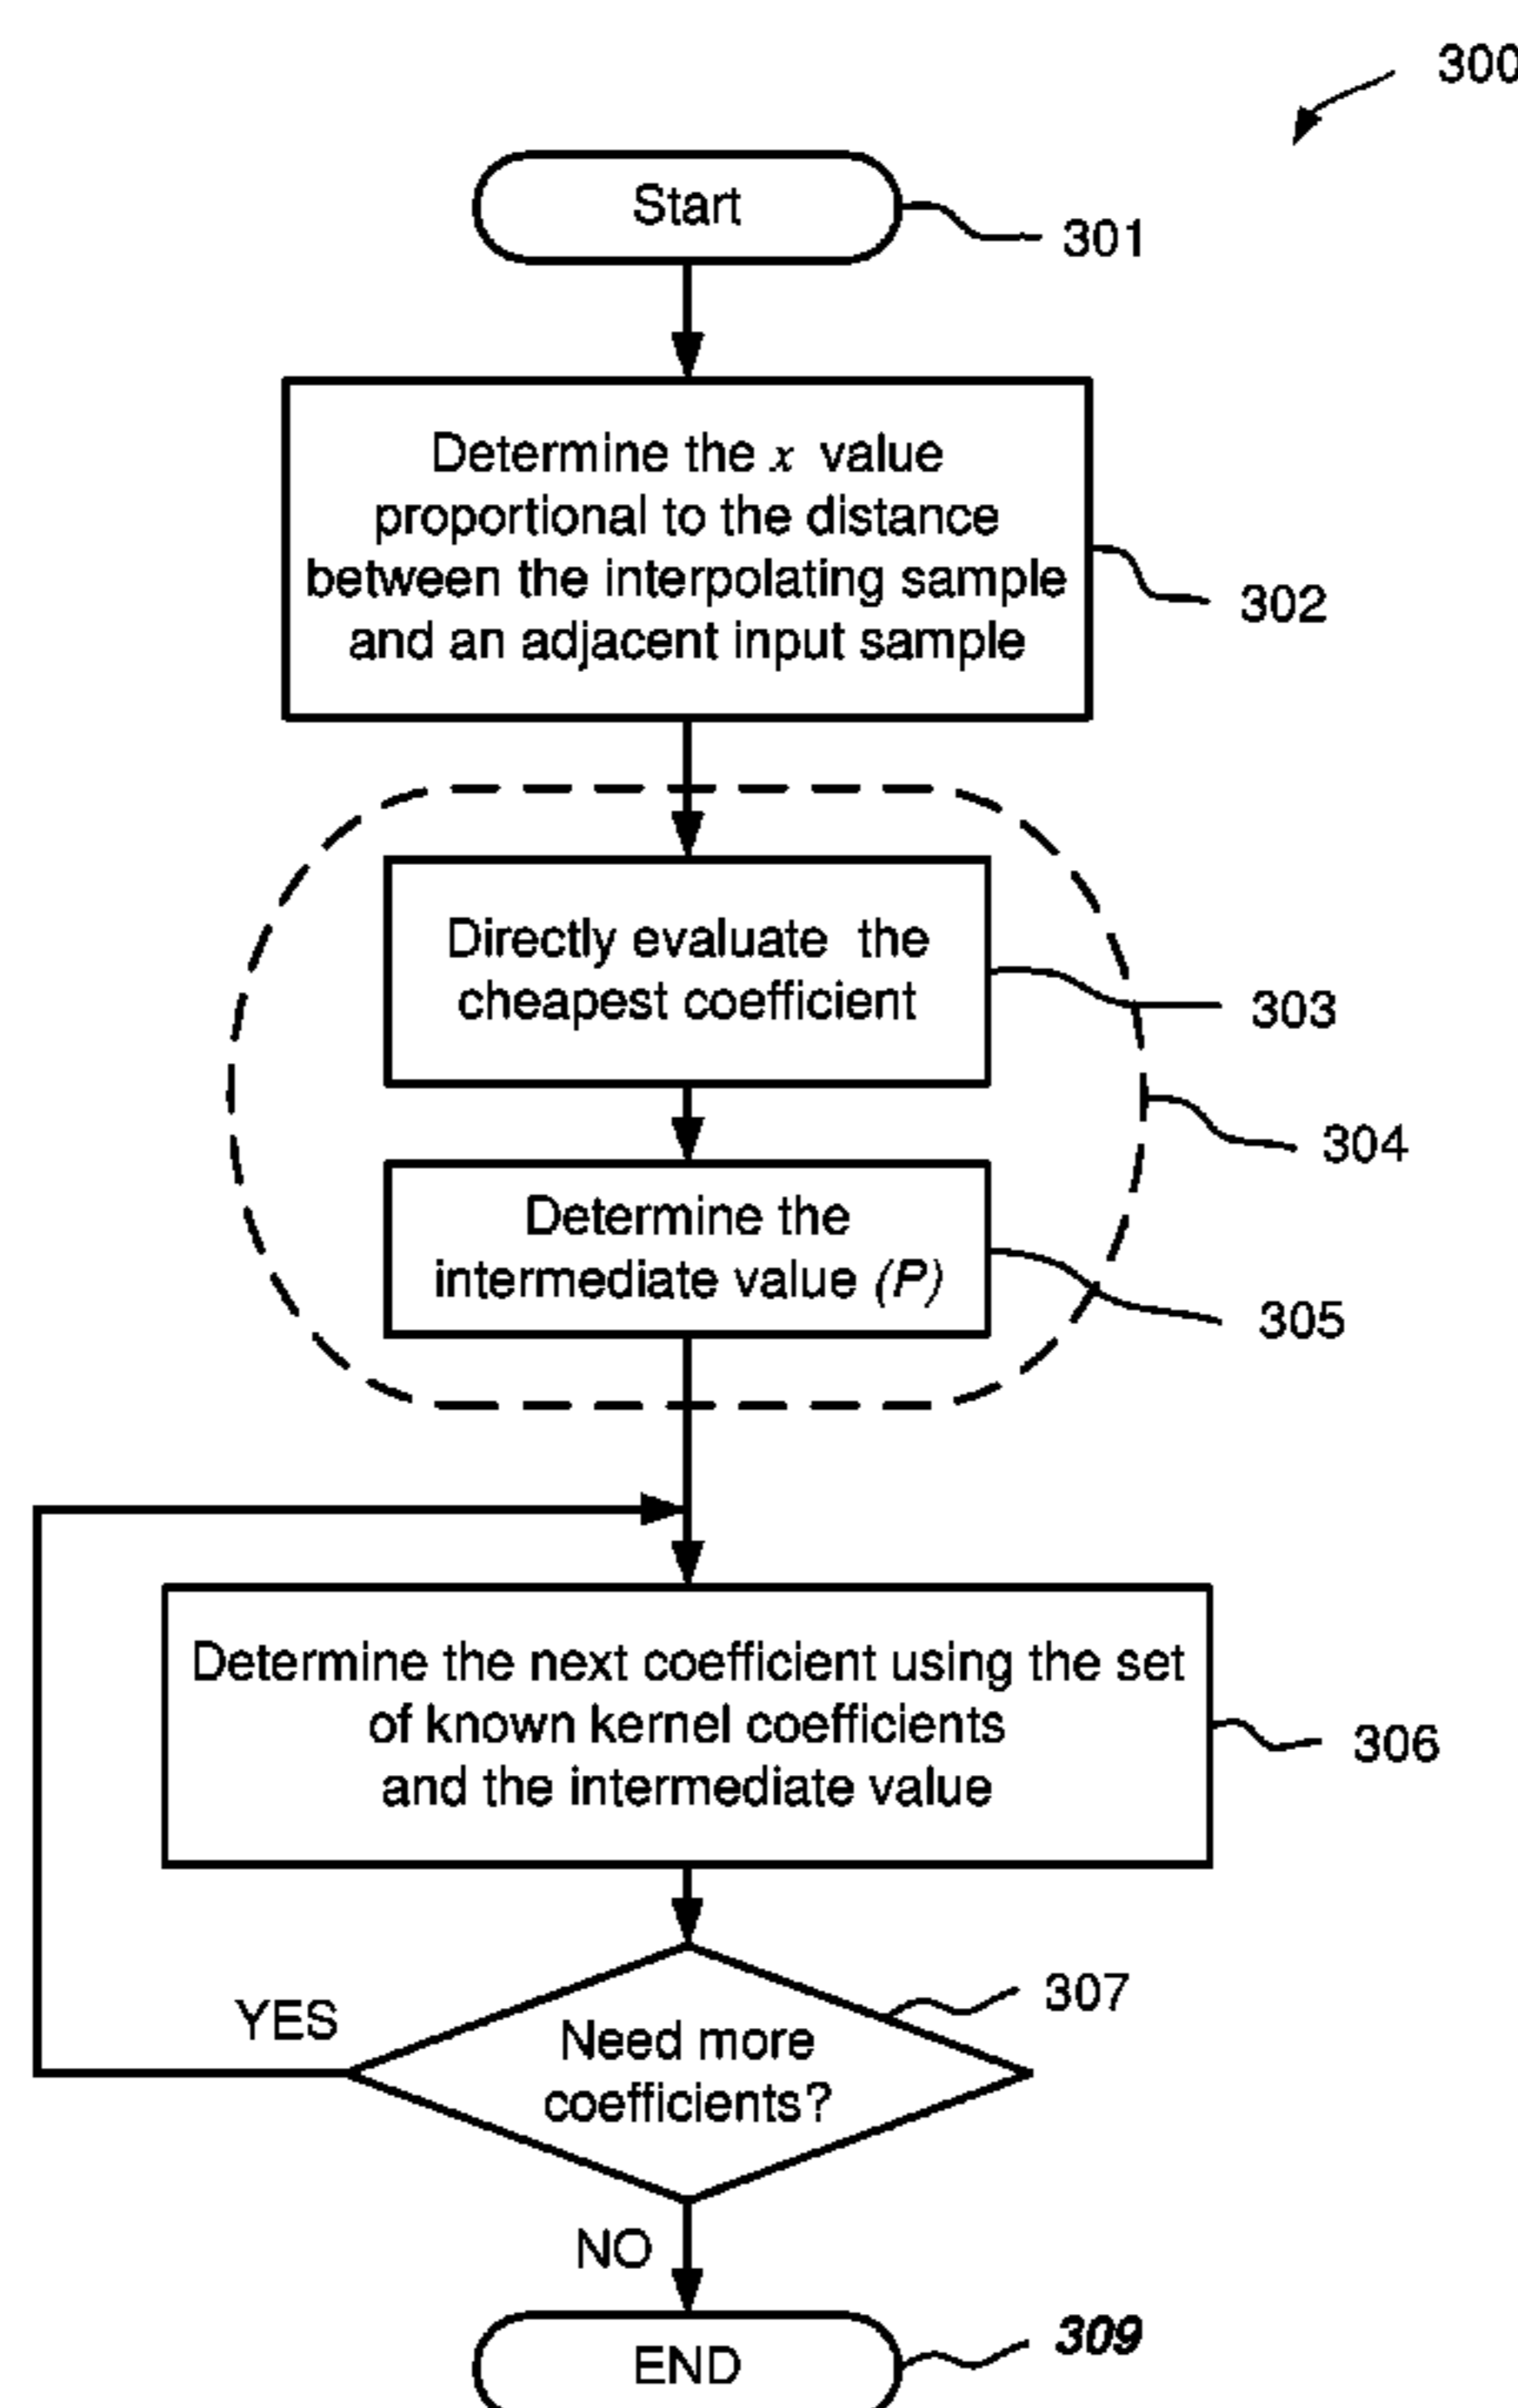 300
Start
301
Determine the x value
proportional to the distance
between the interpolating sample
and an adjacent input sample
302
Directly evaluate the
cheapest coefficient
303
304
Determine the
intermediate value (P)
305
Determine the next coefficient using the set
of known kernel coefficients
and the intermediate value
306
307
YES
Need more
coefficients?
NO
END
309